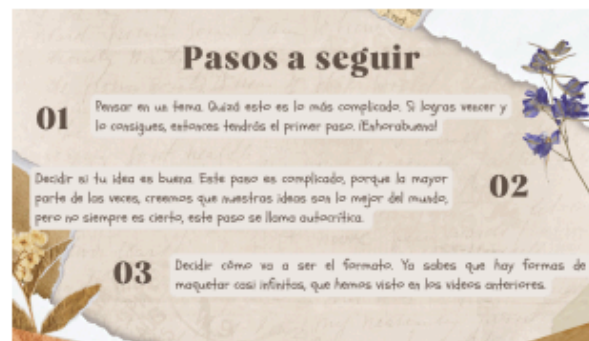 Pasos a seguir
01
Pensar en un tema. Quizá esto es lo más complicado. Si logras vencer y
lo consigues, entonces tendrás el primer paso. ¡Enhorabuena!
Decidir si tu idea es buena. Este paso es complicado, porque la mayor
parte de las veces, creemos que nuestras ideas son lo mejor del mundo,
pero no siempre es cierto, este paso se llama autocrítica.
02
03
Decidir cómo va a ser el formato. Ya sabes que hay formas de
maquetar casi infinitas, que hemos visto en los videos anteriores.